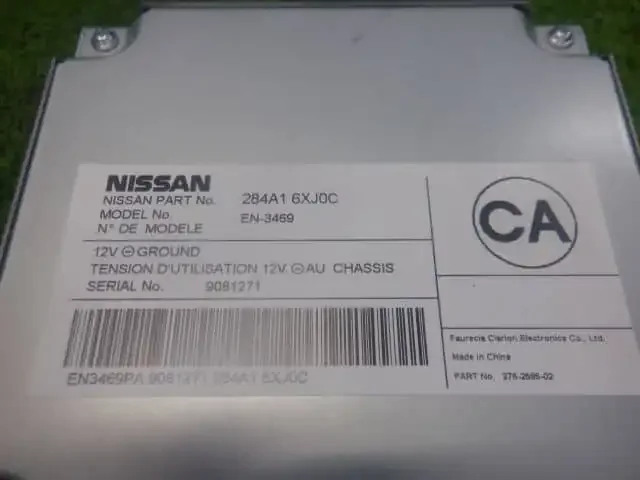 NISSAN
NISSAN PART No. 284A1 6XJ0C
MODEL No. EN-3469
N° DE MODELE
12V ⊖ GROUND
TENSION D'UTILISATION 12V ⊖ AU CHASSIS
SERIAL No. 9081271
EN3469PA 9081271 284A1 6XJ0C
CA
Faurecia Clarion Electronics Co., Ltd.
Made in China
PART No. 276-2695-02